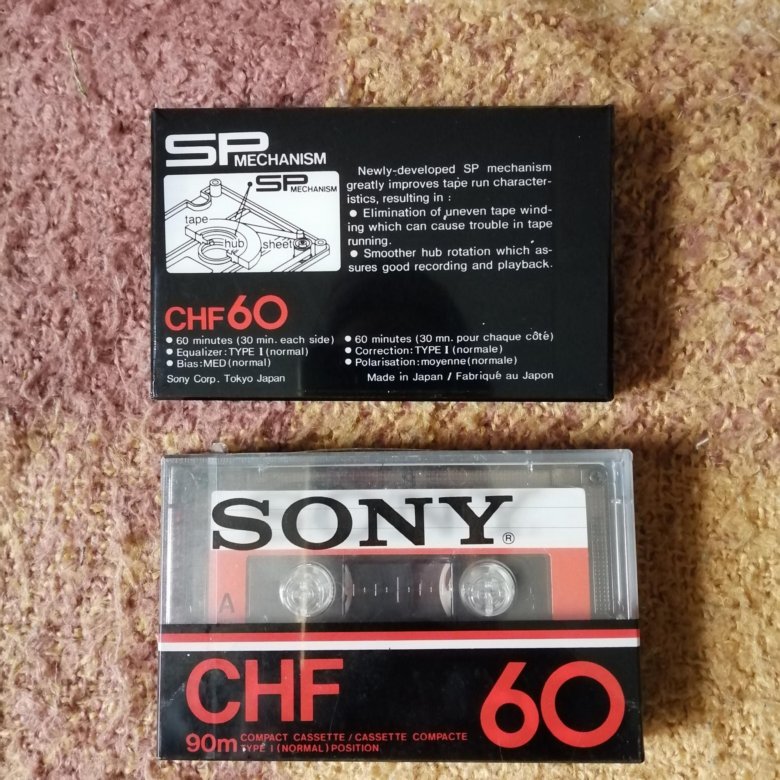 SP MECHANISM
SP MECHANISM
tape
hub
sheet
Newly-developed SP mechanism
greatly improves tape run character-
istics, resulting in :
● Elimination of uneven tape wind-
ing which can cause trouble in tape
running.
● Smoother hub rotation which as-
sures good recording and playback.
CHF60
● 60 minutes (30 min. each side)
● Equalizer: TYPE I (normal)
● Bias: MED (normal)
Sony Corp. Tokyo Japan
● 60 minutes (30 mn. pour chaque côté)
● Correction: TYPE I (normale)
● Polarisation: moyenne (normale)
Made in Japan / Fabriqué au Japon
SONY®
A
CHF 60
90m COMPACT CASSETTE / CASSETTE COMPACTE
TYPE I (NORMAL) POSITION